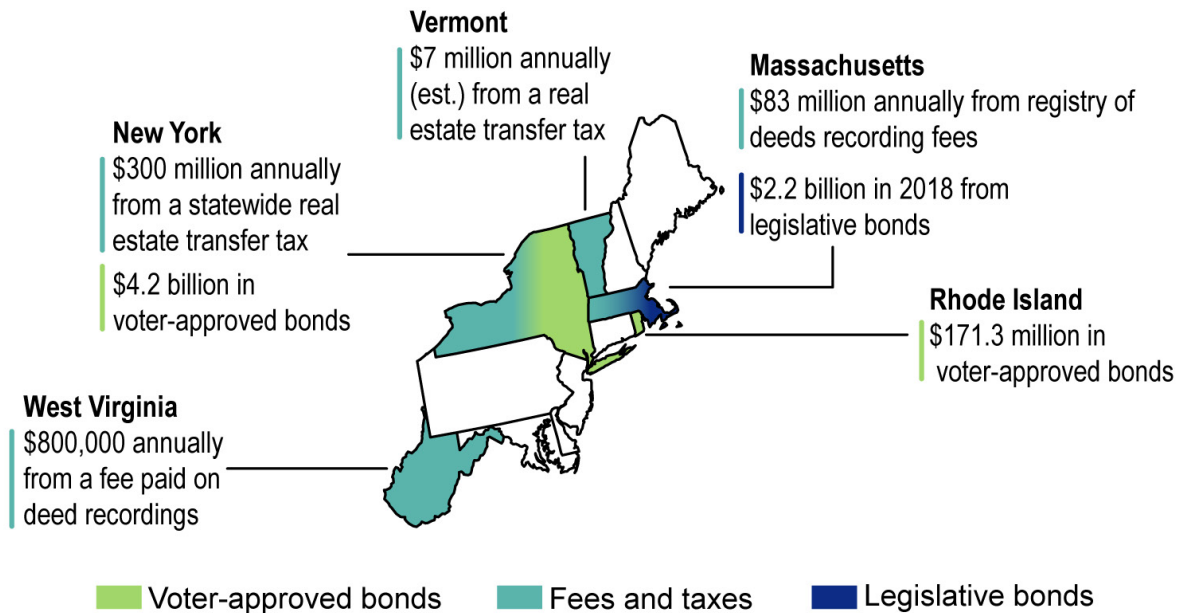 Vermont
$7 million annually
(est.) from a real
estate transfer tax
Massachusetts
$83 million annually from registry of
deeds recording fees
$2.2 billion in 2018 from
legislative bonds
New York
$300 million annually
from a statewide real
estate transfer tax
$4.2 billion in
voter-approved bonds
Rhode Island
$171.3 million in
voter-approved bonds
West Virginia
$800,000 annually
from a fee paid on
deed recordings
Voter-approved bonds
Fees and taxes
Legislative bonds